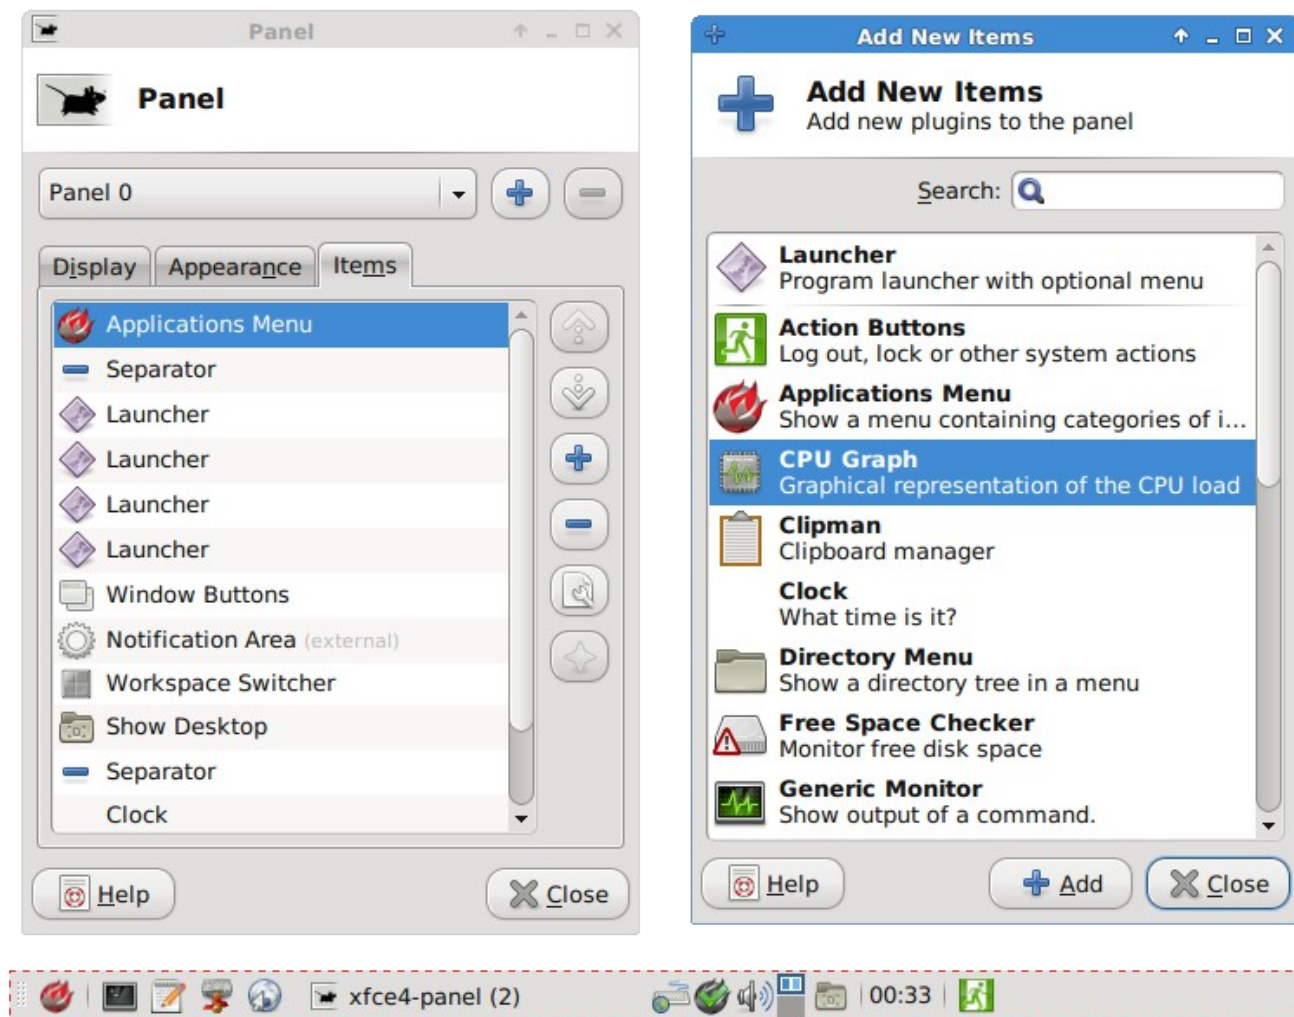 Panel
Panel
Panel 0
Display Appearance Items
Applications Menu
Separator
Launcher
Launcher
Launcher
Launcher
Window Buttons
Notification Area (external)
Workspace Switcher
Show Desktop
Separator
Clock
Help Close
Add New Items
Add New Items
Add new plugins to the panel
Search:
Launcher
Program launcher with optional menu
Action Buttons
Log out, lock or other system actions
Applications Menu
Show a menu containing categories of i...
CPU Graph
Graphical representation of the CPU load
Clipman
Clipboard manager
Clock
What time is it?
Directory Menu
Show a directory tree in a menu
Free Space Checker
Monitor free disk space
Generic Monitor
Show output of a command.
Help Add Close
xfce4-panel (2) 00:33